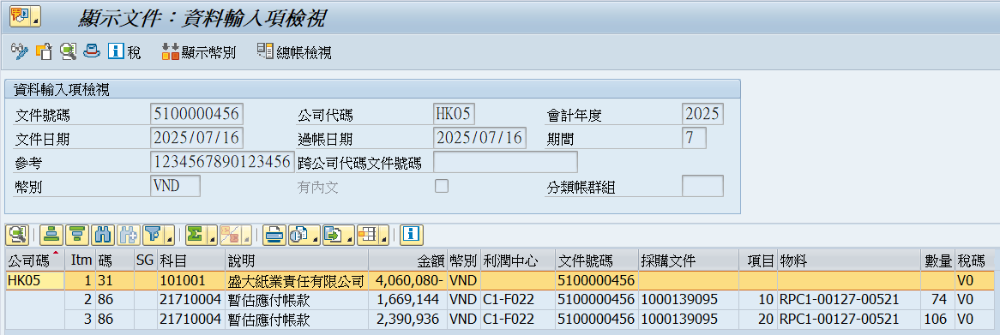 顯示文件：資料輸入項檢視
稅 顯示幣別 總帳檢視
資料輸入項檢視
文件號碼 5100000456 公司代碼 HK05 會計年度 2025
文件日期 2025/07/16 過帳日期 2025/07/16 期間 7
參考 1234567890123456 跨公司代碼文件號碼
幣別 VND 有內文 分類帳群組
公司碼 Itm 碼 SG 科目 說明 金額 幣別 利潤中心 文件號碼 採購文件 項目 物料 數量 稅碼
HK05 1 31 101001 盛大紙業責任有限公司 4,060,080- VND 5100000456 V0
2 86 21710004 暫估應付帳款 1,669,144 VND C1-F022 5100000456 1000139095 10 RPC1-00127-00521 74 V0
3 86 21710004 暫估應付帳款 2,390,936 VND C1-F022 5100000456 1000139095 20 RPC1-00127-00521 106 V0